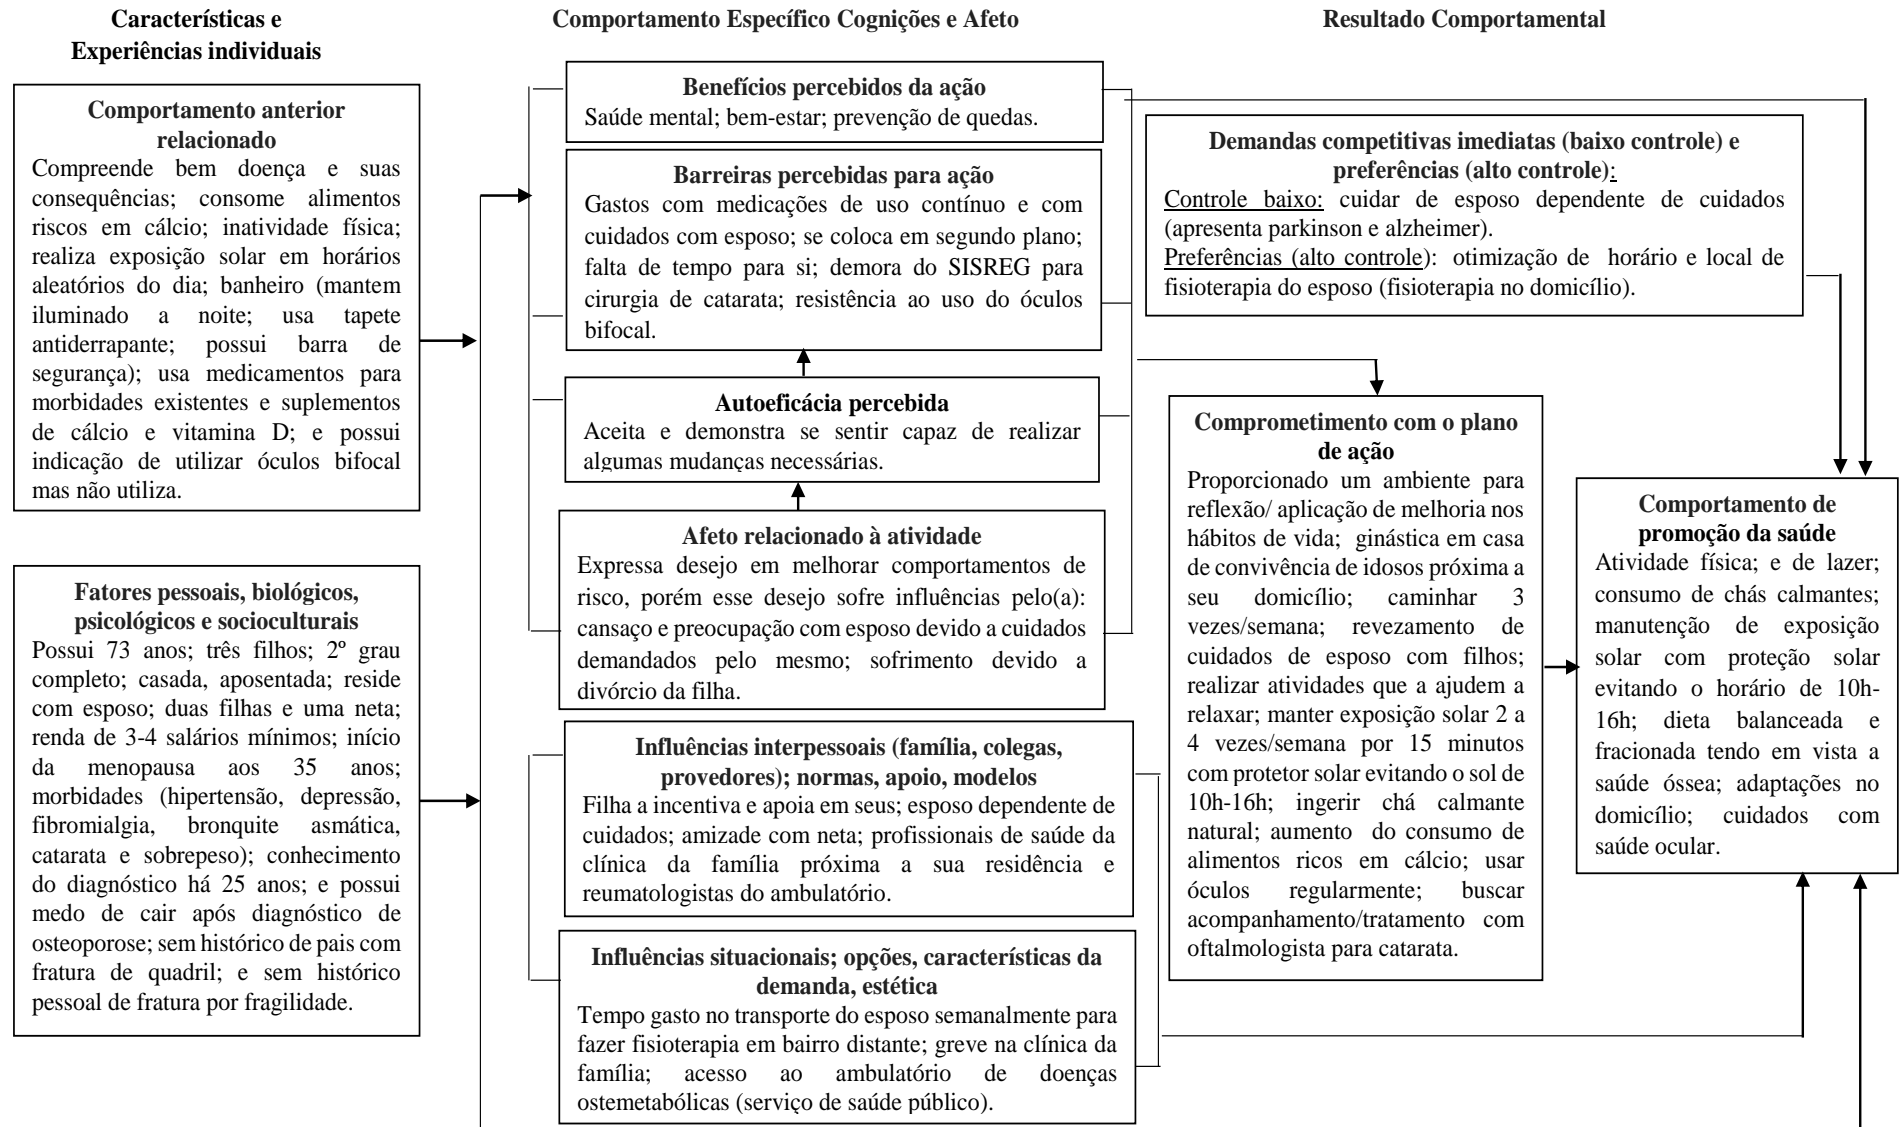 Características e
Experiências individuais
Comportamento anterior
relacionado
Compreende bem doença e suas
consequências; consome alimentos
riscos em cálcio; inatividade física;
realiza exposição solar em horários
aleatórios do dia; banheiro (mantem
iluminado a noite; usa tapete
antiderrapante; possui barra de
segurança); usa medicamentos para
morbidades existentes e suplementos
de cálcio e vitamina D; e possui
indicação de utilizar óculos bifocal
mas não utiliza.
Fatores pessoais, biológicos,
psicológicos e socioculturais
Possui 73 anos; três filhos; 2º grau
completo; casada, aposentada; reside
com esposo; duas filhas e uma neta;
renda de 3-4 salários mínimos; início
da menopausa aos 35 anos;
morbidades (hipertensão, depressão,
fibromialgia, bronquite asmática,
catarata e sobrepeso); conhecimento
do diagnóstico há 25 anos; e possui
medo de cair após diagnóstico de
osteoporose; sem histórico de pais com
fratura de quadril; e sem histórico
pessoal de fratura por fragilidade.
Comportamento Específico Cognições e Afeto
Benefícios percebidos da ação
Saúde mental; bem-estar; prevenção de quedas.
Barreiras percebidas para ação
Gastos com medicações de uso contínuo e com
cuidados com esposo; se coloca em segundo plano;
falta de tempo para si; demora do SISREG para
cirurgia de catarata; resistência ao uso do óculos
bifocal.
Autoeficácia percebida
Aceita e demonstra se sentir capaz de realizar
algumas mudanças necessárias.
Afeto relacionado à atividade
Expressa desejo em melhorar comportamentos de
risco, porém esse desejo sofre influências pelo(a):
cansaço e preocupação com esposo devido a cuidados
demandados pelo mesmo; sofrimento devido a
divórcio da filha.
Influências interpessoais (família, colegas,
provedores); normas, apoio, modelos
Filha a incentiva e apoia em seus; esposo dependente de
cuidados; amizade com neta; profissionais de saúde da
clínica da família próxima a sua residência e
reumatologistas do ambulatório.
Influências situacionais; opções, características da
demanda, estética
Tempo gasto no transporte do esposo semanalmente para
fazer fisioterapia em bairro distante; greve na clínica da
família; acesso ao ambulatório de doenças
ostemetabólicas (serviço de saúde público).
Resultado Comportamental
Demandas competitivas imediatas (baixo controle) e
preferências (alto controle):
Controle baixo: cuidar de esposo dependente de cuidados
(apresenta parkinson e alzheimer).
Preferências (alto controle): otimização de horário e local de
fisioterapia do esposo (fisioterapia no domicílio).
Comprometimento com o plano
de ação
Proporcionado um ambiente para
reflexão/ aplicação de melhoria nos
hábitos de vida; ginástica em casa
de convivência de idosos próxima a
seu domicílio; caminhar 3
vezes/semana; revezamento de
cuidados de esposo com filhos;
realizar atividades que a ajudem a
relaxar; manter exposição solar 2 a
4 vezes/semana por 15 minutos
com protetor solar evitando o sol de
10h-16h; ingerir chá calmante
natural; aumento do consumo de
alimentos ricos em cálcio; usar
óculos regularmente; buscar
acompanhamento/tratamento com
oftalmologista para catarata.
Comportamento de
promoção da saúde
Atividade física; e de lazer;
consumo de chás calmantes;
manutenção de exposição
solar com proteção solar
evitando o horário de 10h-
16h; dieta balanceada e
fracionada tendo em vista a
saúde óssea; adaptações no
domicílio; cuidados com
saúde ocular.